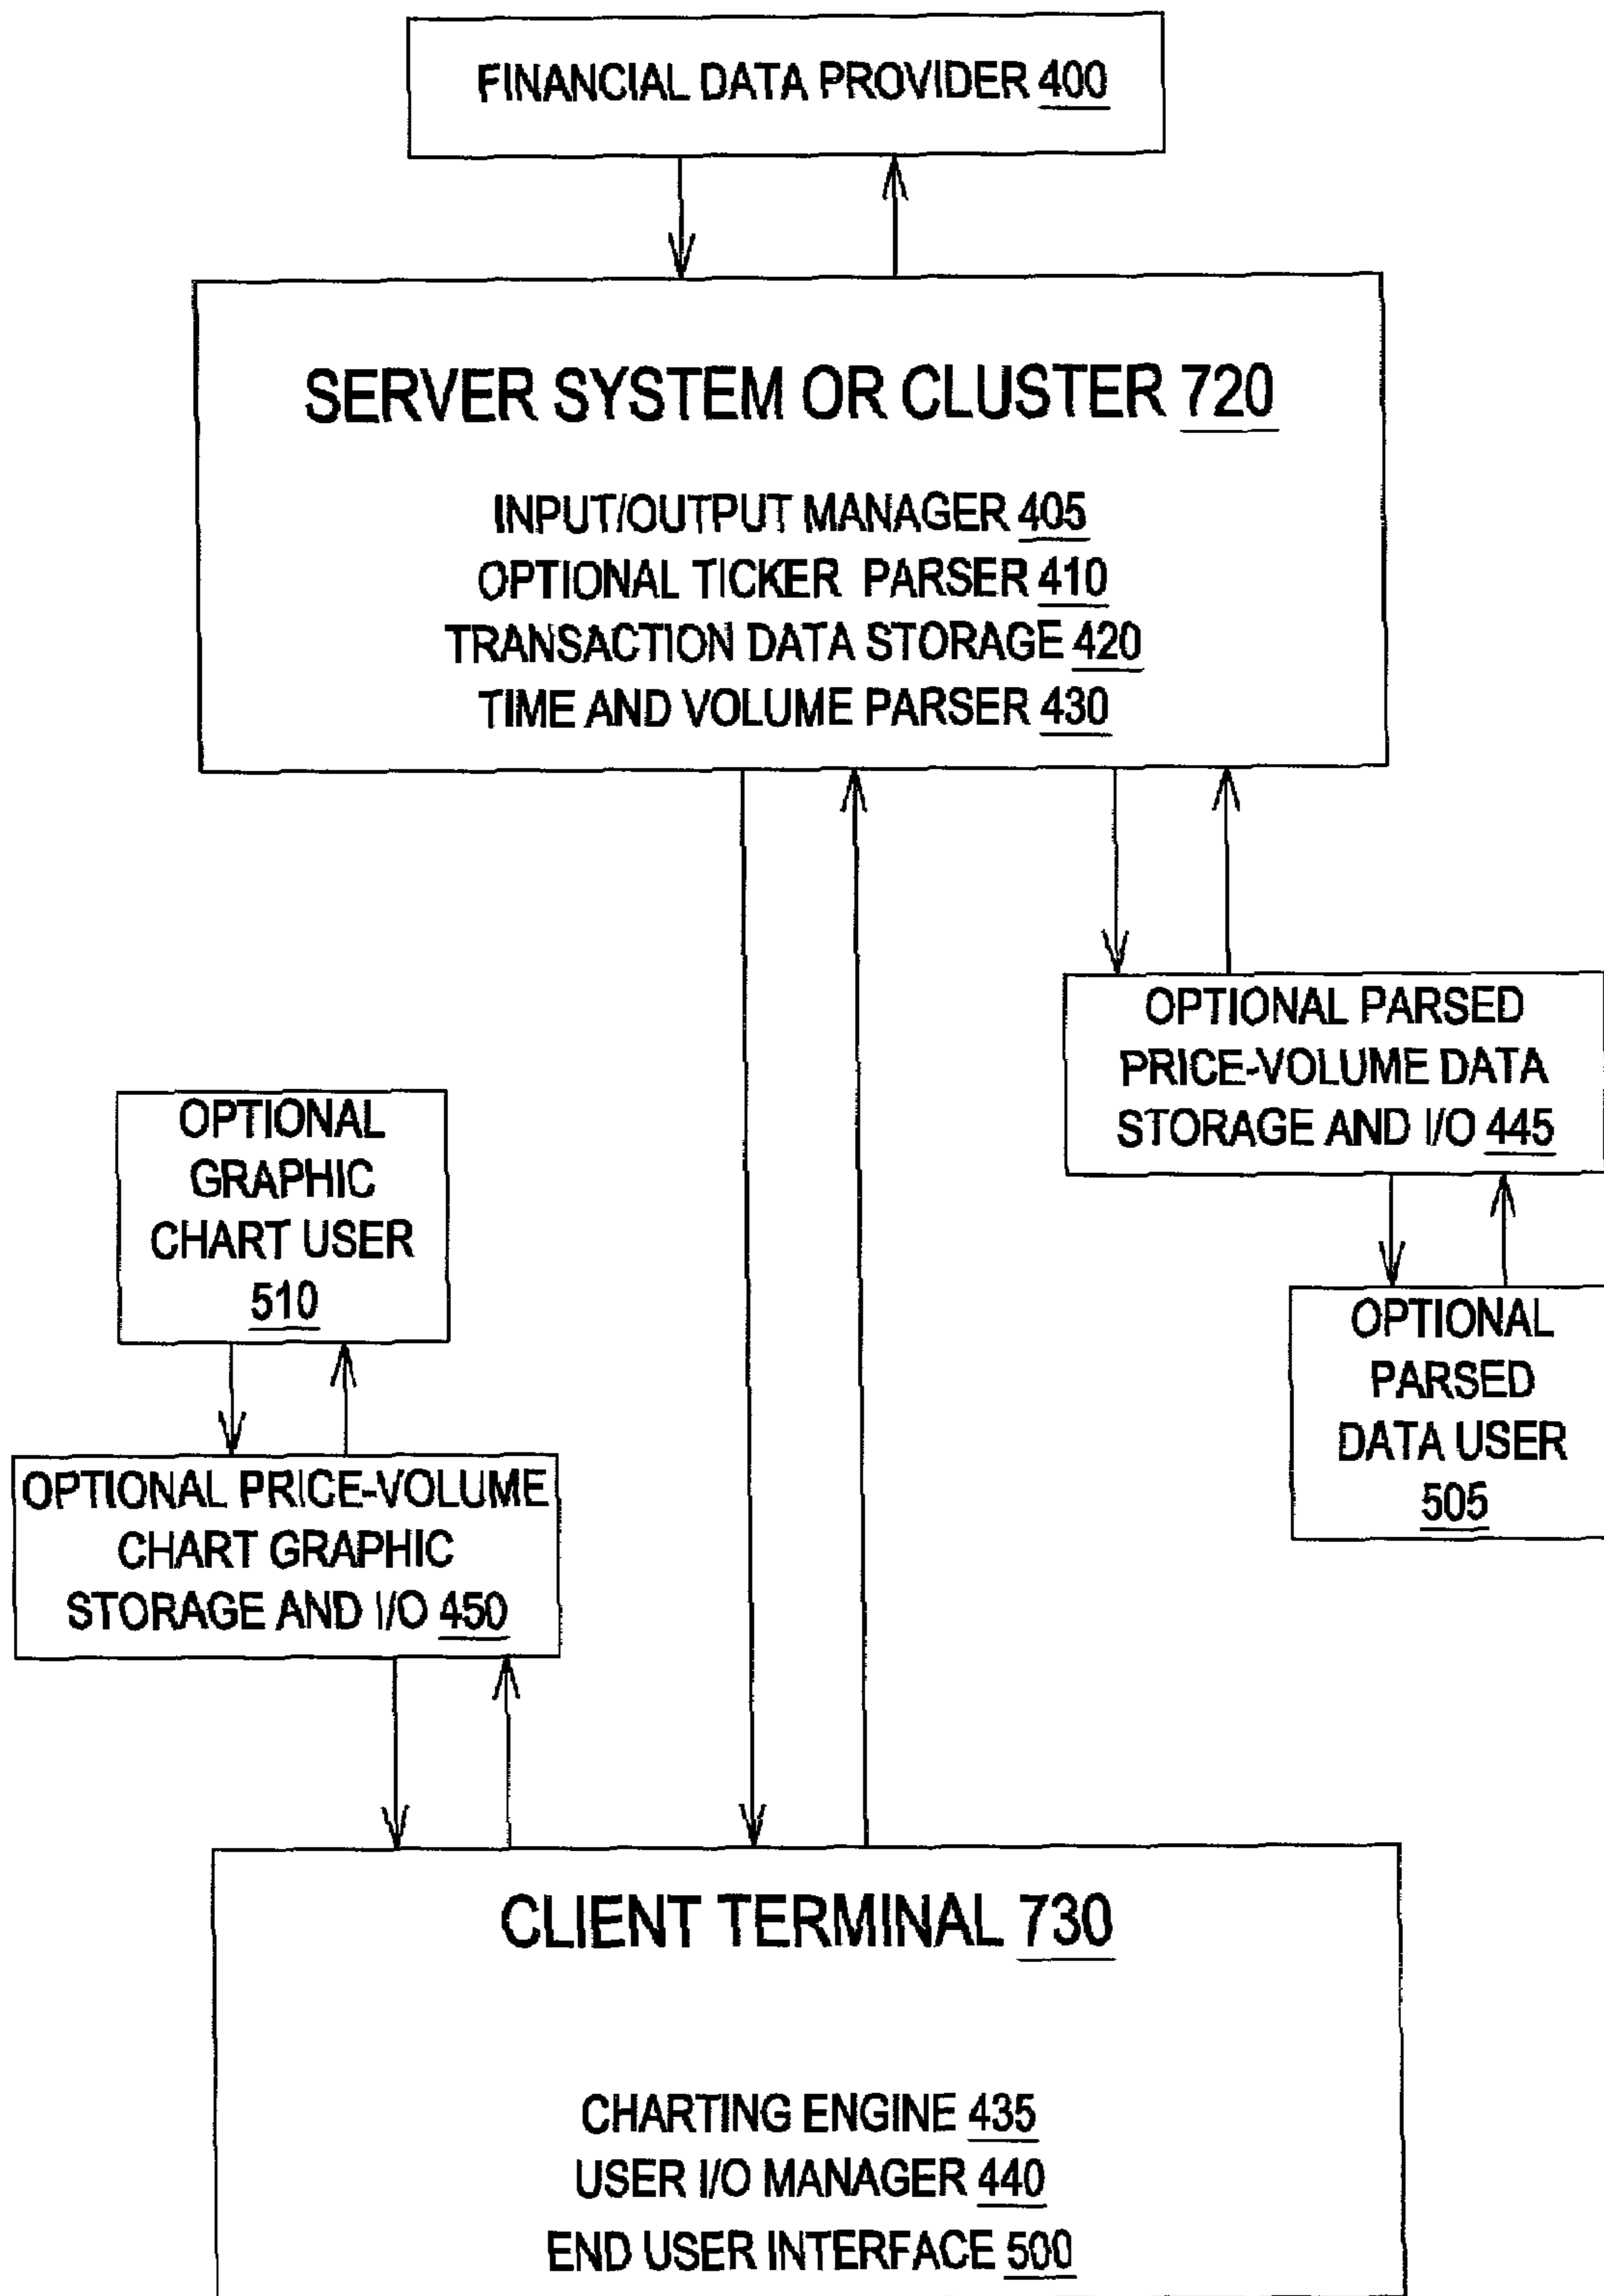 FINANCIAL DATA PROVIDER 400
SERVER SYSTEM OR CLUSTER 720
INPUT/OUTPUT MANAGER 405
OPTIONAL TICKER PARSER 410
TRANSACTION DATA STORAGE 420
TIME AND VOLUME PARSER 430
OPTIONAL PARSED
PRICE-VOLUME DATA
STORAGE AND I/O 445
OPTIONAL
GRAPHIC
CHART USER
510
OPTIONAL
PARSED
DATA USER
505
OPTIONAL PRICE-VOLUME
CHART GRAPHIC
STORAGE AND I/O 450
CLIENT TERMINAL 730
CHARTING ENGINE 435
USER I/O MANAGER 440
END USER INTERFACE 500